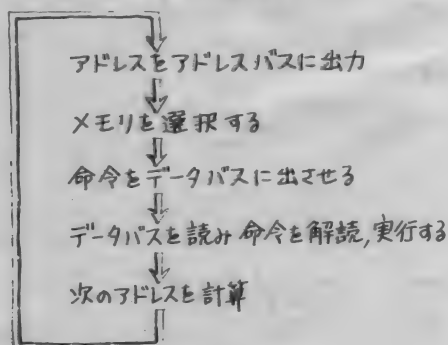 アドレスをアドレスバスに出力
メモリを選択する
命令をデータバスに出させる
データバスを読み命令を解読,実行する
次のアドレスを計算